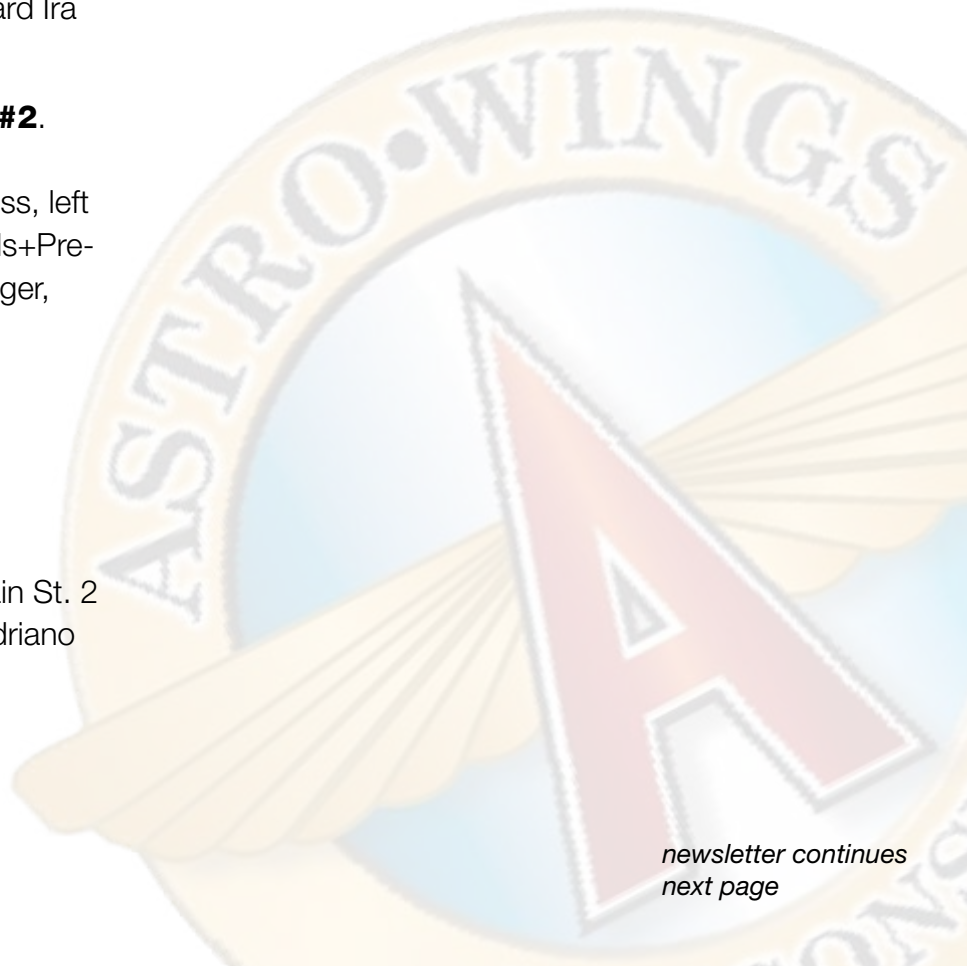 ard Ira
#2.
ss, left
ls+Pre-
ger,
in St. 2
driano
ASTRO•WINGS
A
newsletter continues
next page